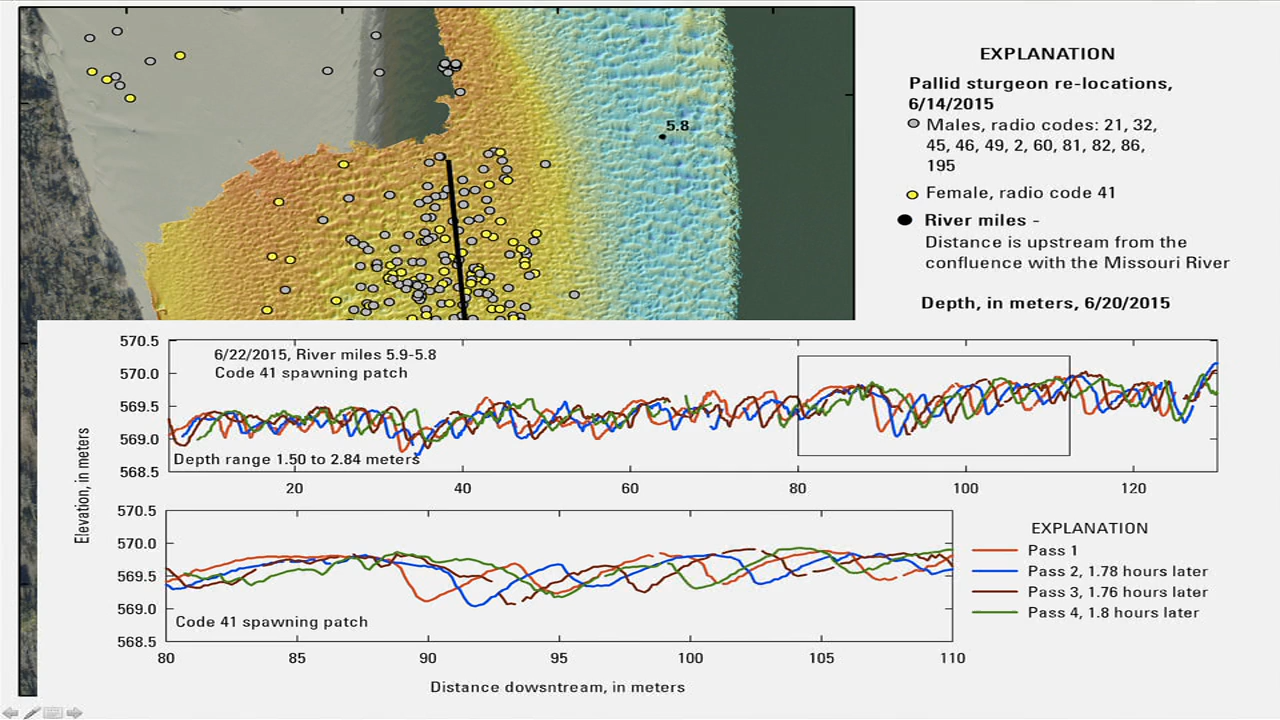 EXPLANATION
Pallid sturgeon re-locations,
6/14/2015
Males, radio codes: 21, 32,
45, 46, 49, 2, 60, 81, 82, 86,
195
Female, radio code 41
River miles -
Distance is upstream from the
confluence with the Missouri River
Depth, in meters, 6/20/2015
5.8
6/22/2015, River miles 5.9-5.8
Code 41 spawning patch
Depth range 1.50 to 2.84 meters
570.5
570.0
569.5
569.0
568.5
20 40 60 80 100 120
Elevation, in meters
570.5
570.0
569.5
569.0
568.5
Code 41 spawning patch
80 85 90 95 100 105 110
Distance dowsntream, in meters
EXPLANATION
Pass 1
Pass 2, 1.78 hours later
Pass 3, 1.76 hours later
Pass 4, 1.8 hours later